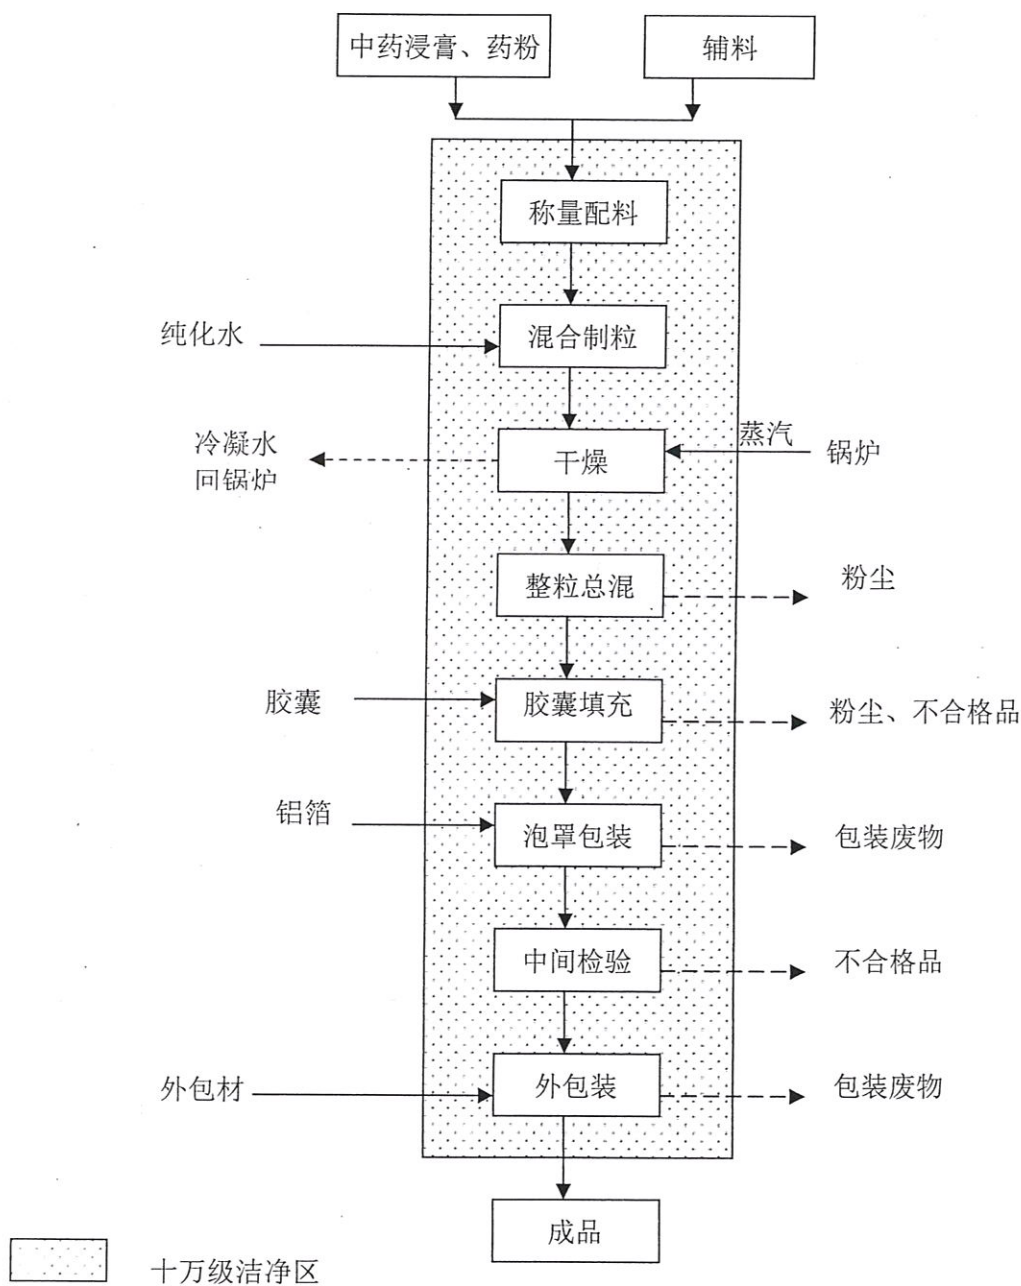 中药浸膏、药粉
辅料
称量配料
纯化水
混合制粒
冷凝水
回锅炉
干燥
蒸汽
锅炉
整粒总混
粉尘
胶囊
胶囊填充
粉尘、不合格品
铝箔
泡罩包装
包装废物
中间检验
不合格品
外包材
外包装
包装废物
成品
十万级洁净区